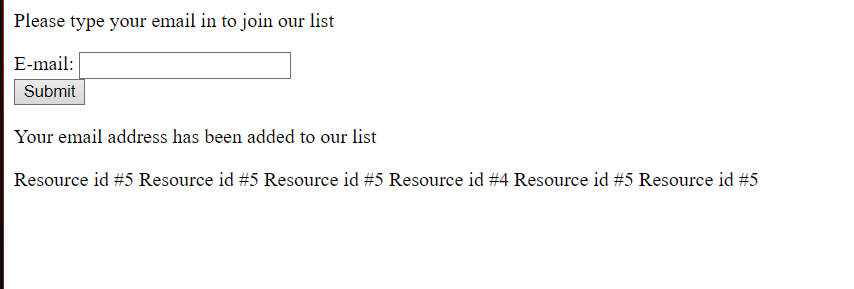 Please type your email in to join our list
E-mail:
Submit
Your email address has been added to our list
Resource id #5 Resource id #5 Resource id #5 Resource id #4 Resource id #5 Resource id #5